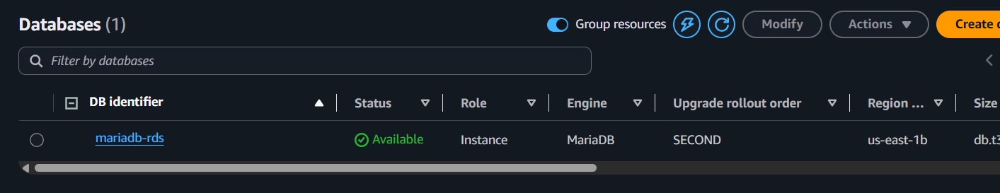 Databases (1)
Group resources
Modify
Actions
Create
Filter by databases
DB identifier Status Role Engine Upgrade rollout order Region ... Size
mariadb-rds Available Instance MariaDB SECOND us-east-1b db.t3